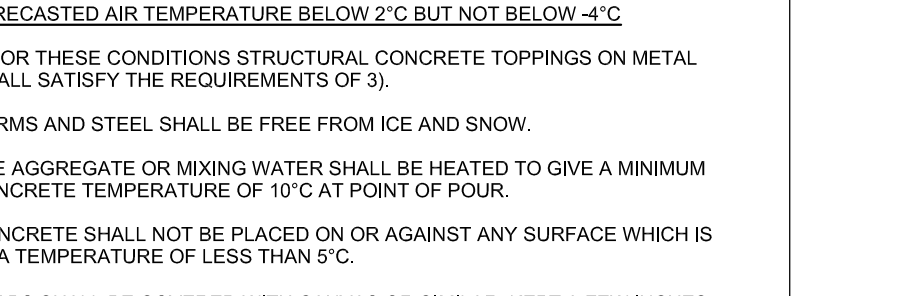 RECASTED AIR TEMPERATURE BELOW 2°C BUT NOT BELOW -4°C
OR THESE CONDITIONS STRUCTURAL CONCRETE TOPPINGS ON METAL
ALL SATISFY THE REQUIREMENTS OF 3).
RMS AND STEEL SHALL BE FREE FROM ICE AND SNOW.
E AGGREGATE OR MIXING WATER SHALL BE HEATED TO GIVE A MINIMUM
NCRETE TEMPERATURE OF 10°C AT POINT OF POUR.
NCRETE SHALL NOT BE PLACED ON OR AGAINST ANY SURFACE WHICH IS
A TEMPERATURE OF LESS THAN 5°C.